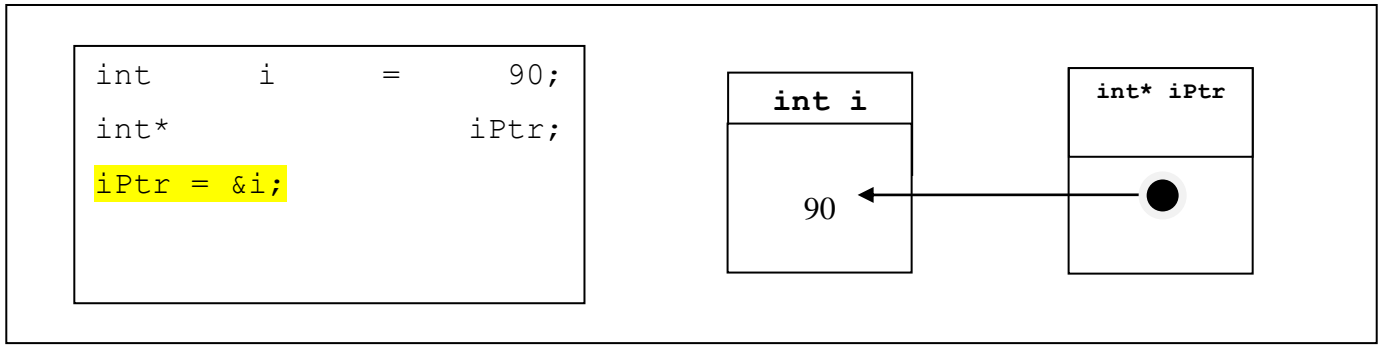 int i = 90;
int* iPtr;
iPtr = &i;
int i
90
int* iPtr